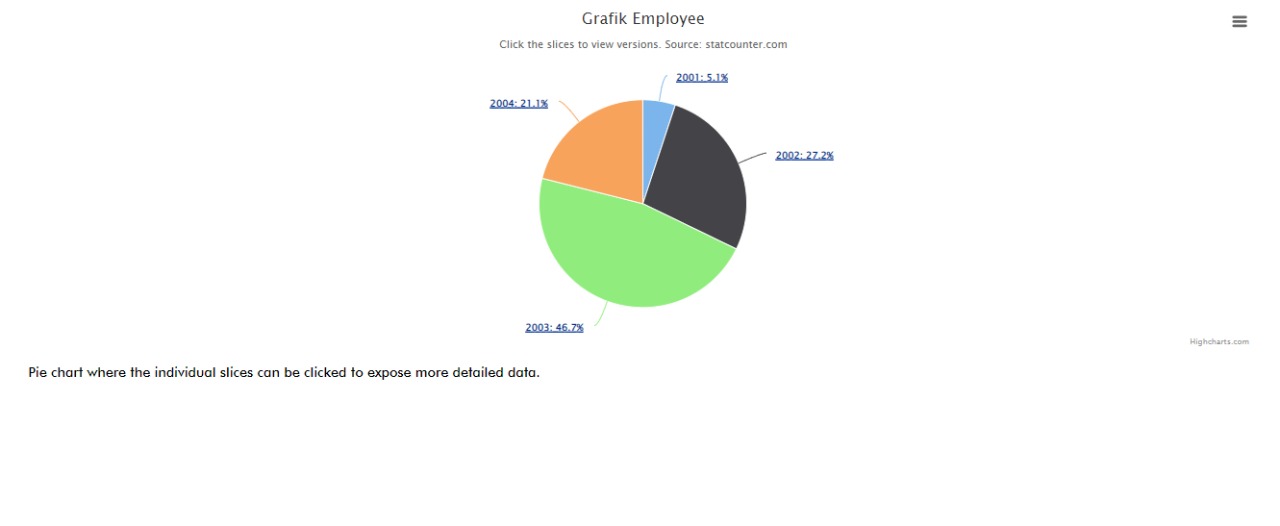 Grafik Employee
Click the slices to view versions. Source: statcounter.com
2001: 5.1%
2004: 21.1%
2002: 27.2%
2003: 46.7%
Highcharts.com
Pie chart where the individual slices can be clicked to expose more detailed data.